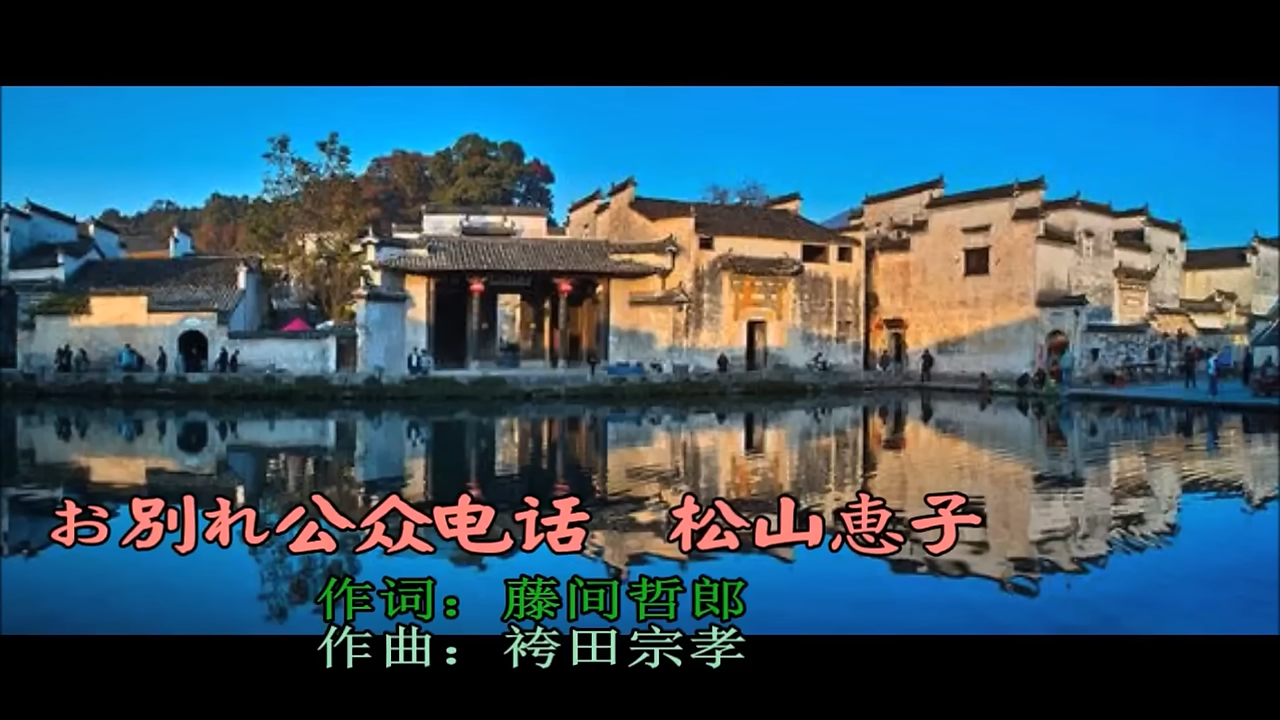 お別れ公众电话 松山恵子
作词：藤间哲郎
作曲：袴田宗孝